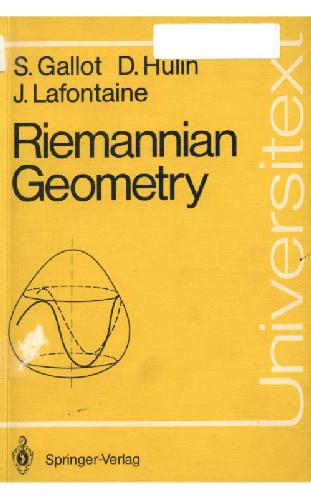 S. Gallot D. Hulin
J. Lafontaine
Riemannian
Geometry
Universitext
Springer-Verlag